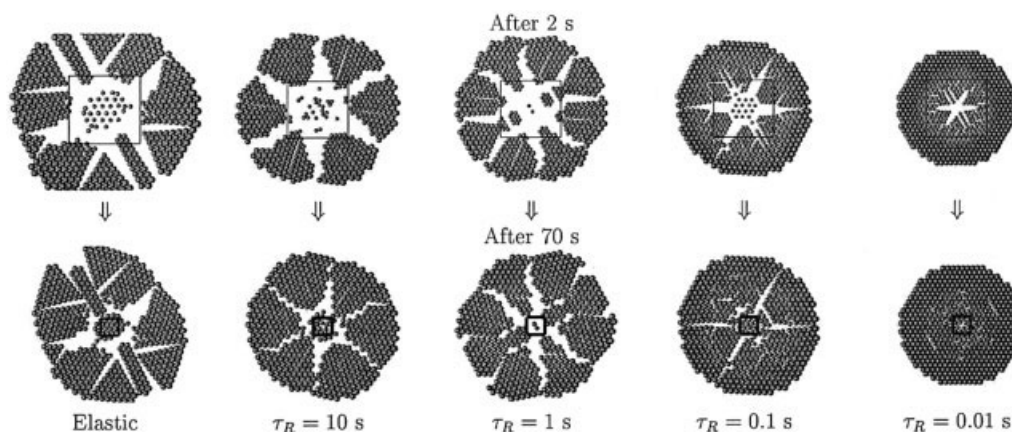 After 2 s
⇓ ⇓ ⇓ ⇓ ⇓
After 70 s
Elastic τ_R = 10 s τ_R = 1 s τ_R = 0.1 s τ_R = 0.01 s